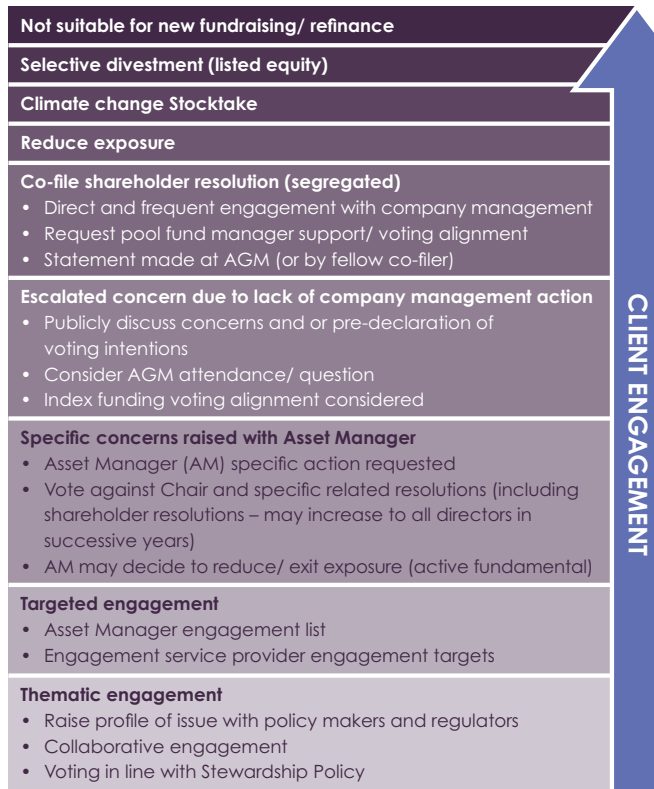 Not suitable for new fundraising/ refinance
Selective divestment (listed equity)
Climate change Stocktake
Reduce exposure
Co-file shareholder resolution (segregated)
• Direct and frequent engagement with company management
• Request pool fund manager support/ voting alignment
• Statement made at AGM (or by fellow co-filer)
Escalated concern due to lack of company management action
• Publicly discuss concerns and or pre-declaration of
voting intentions
• Consider AGM attendance/ question
• Index funding voting alignment considered
Specific concerns raised with Asset Manager
• Asset Manager (AM) specific action requested
• Vote against Chair and specific related resolutions (including
shareholder resolutions – may increase to all directors in
successive years)
• AM may decide to reduce/ exit exposure (active fundamental)
Targeted engagement
• Asset Manager engagement list
• Engagement service provider engagement targets
Thematic engagement
• Raise profile of issue with policy makers and regulators
• Collaborative engagement
• Voting in line with Stewardship Policy
CLIENT ENGAGEMENT